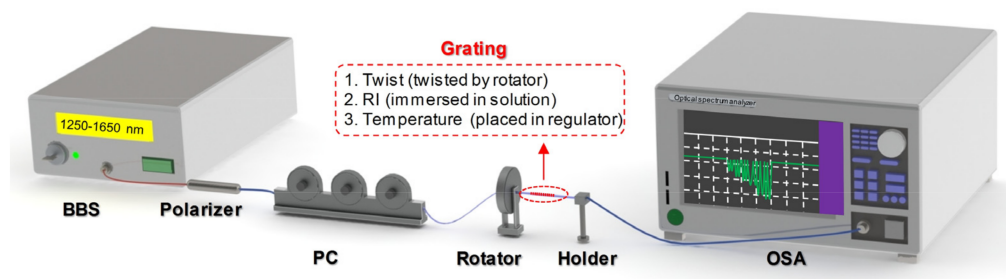 Grating
1. Twist (twisted by rotator)
2. RI (immersed in solution)
3. Temperature (placed in regulator)
Optical spectrum analyzer
1250-1650 nm
BBS
Polarizer
PC
Rotator
Holder
OSA